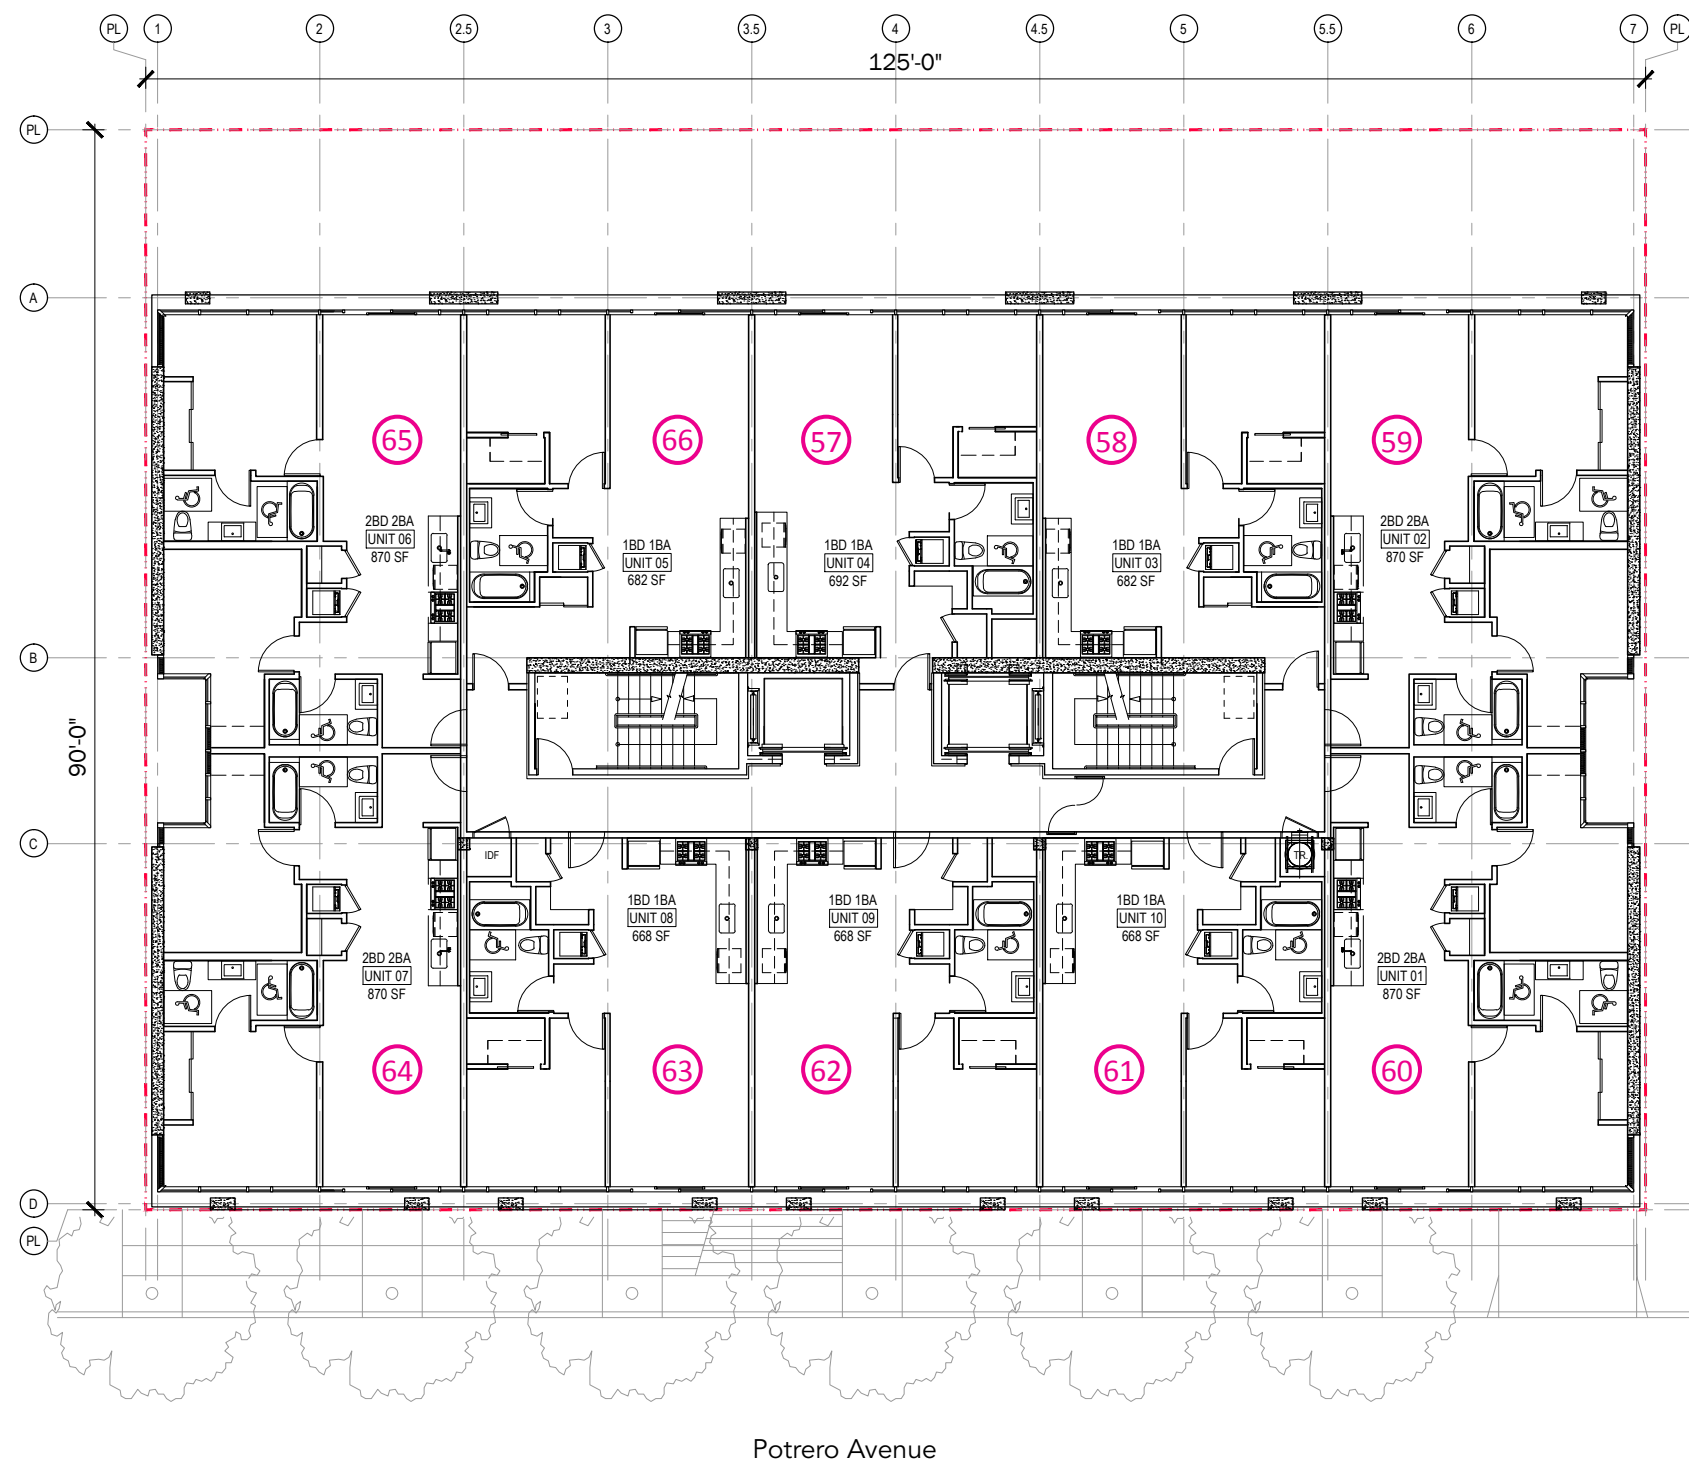 PL 1 2 2.5 3 3.5 4 4.5 5 5.5 6 7 PL
125'-0"
PL
A
B
C
D
PL
90'-0"
65
66
57
58
59
2BD 2BA
UNIT 06
870 SF
1BD 1BA
UNIT 05
682 SF
1BD 1BA
UNIT 04
692 SF
1BD 1BA
UNIT 03
682 SF
2BD 2BA
UNIT 02
870 SF
IDF
TR
2BD 2BA
UNIT 07
870 SF
1BD 1BA
UNIT 08
668 SF
1BD 1BA
UNIT 09
668 SF
1BD 1BA
UNIT 10
668 SF
2BD 2BA
UNIT 01
870 SF
64
63
62
61
60
Potrero Avenue